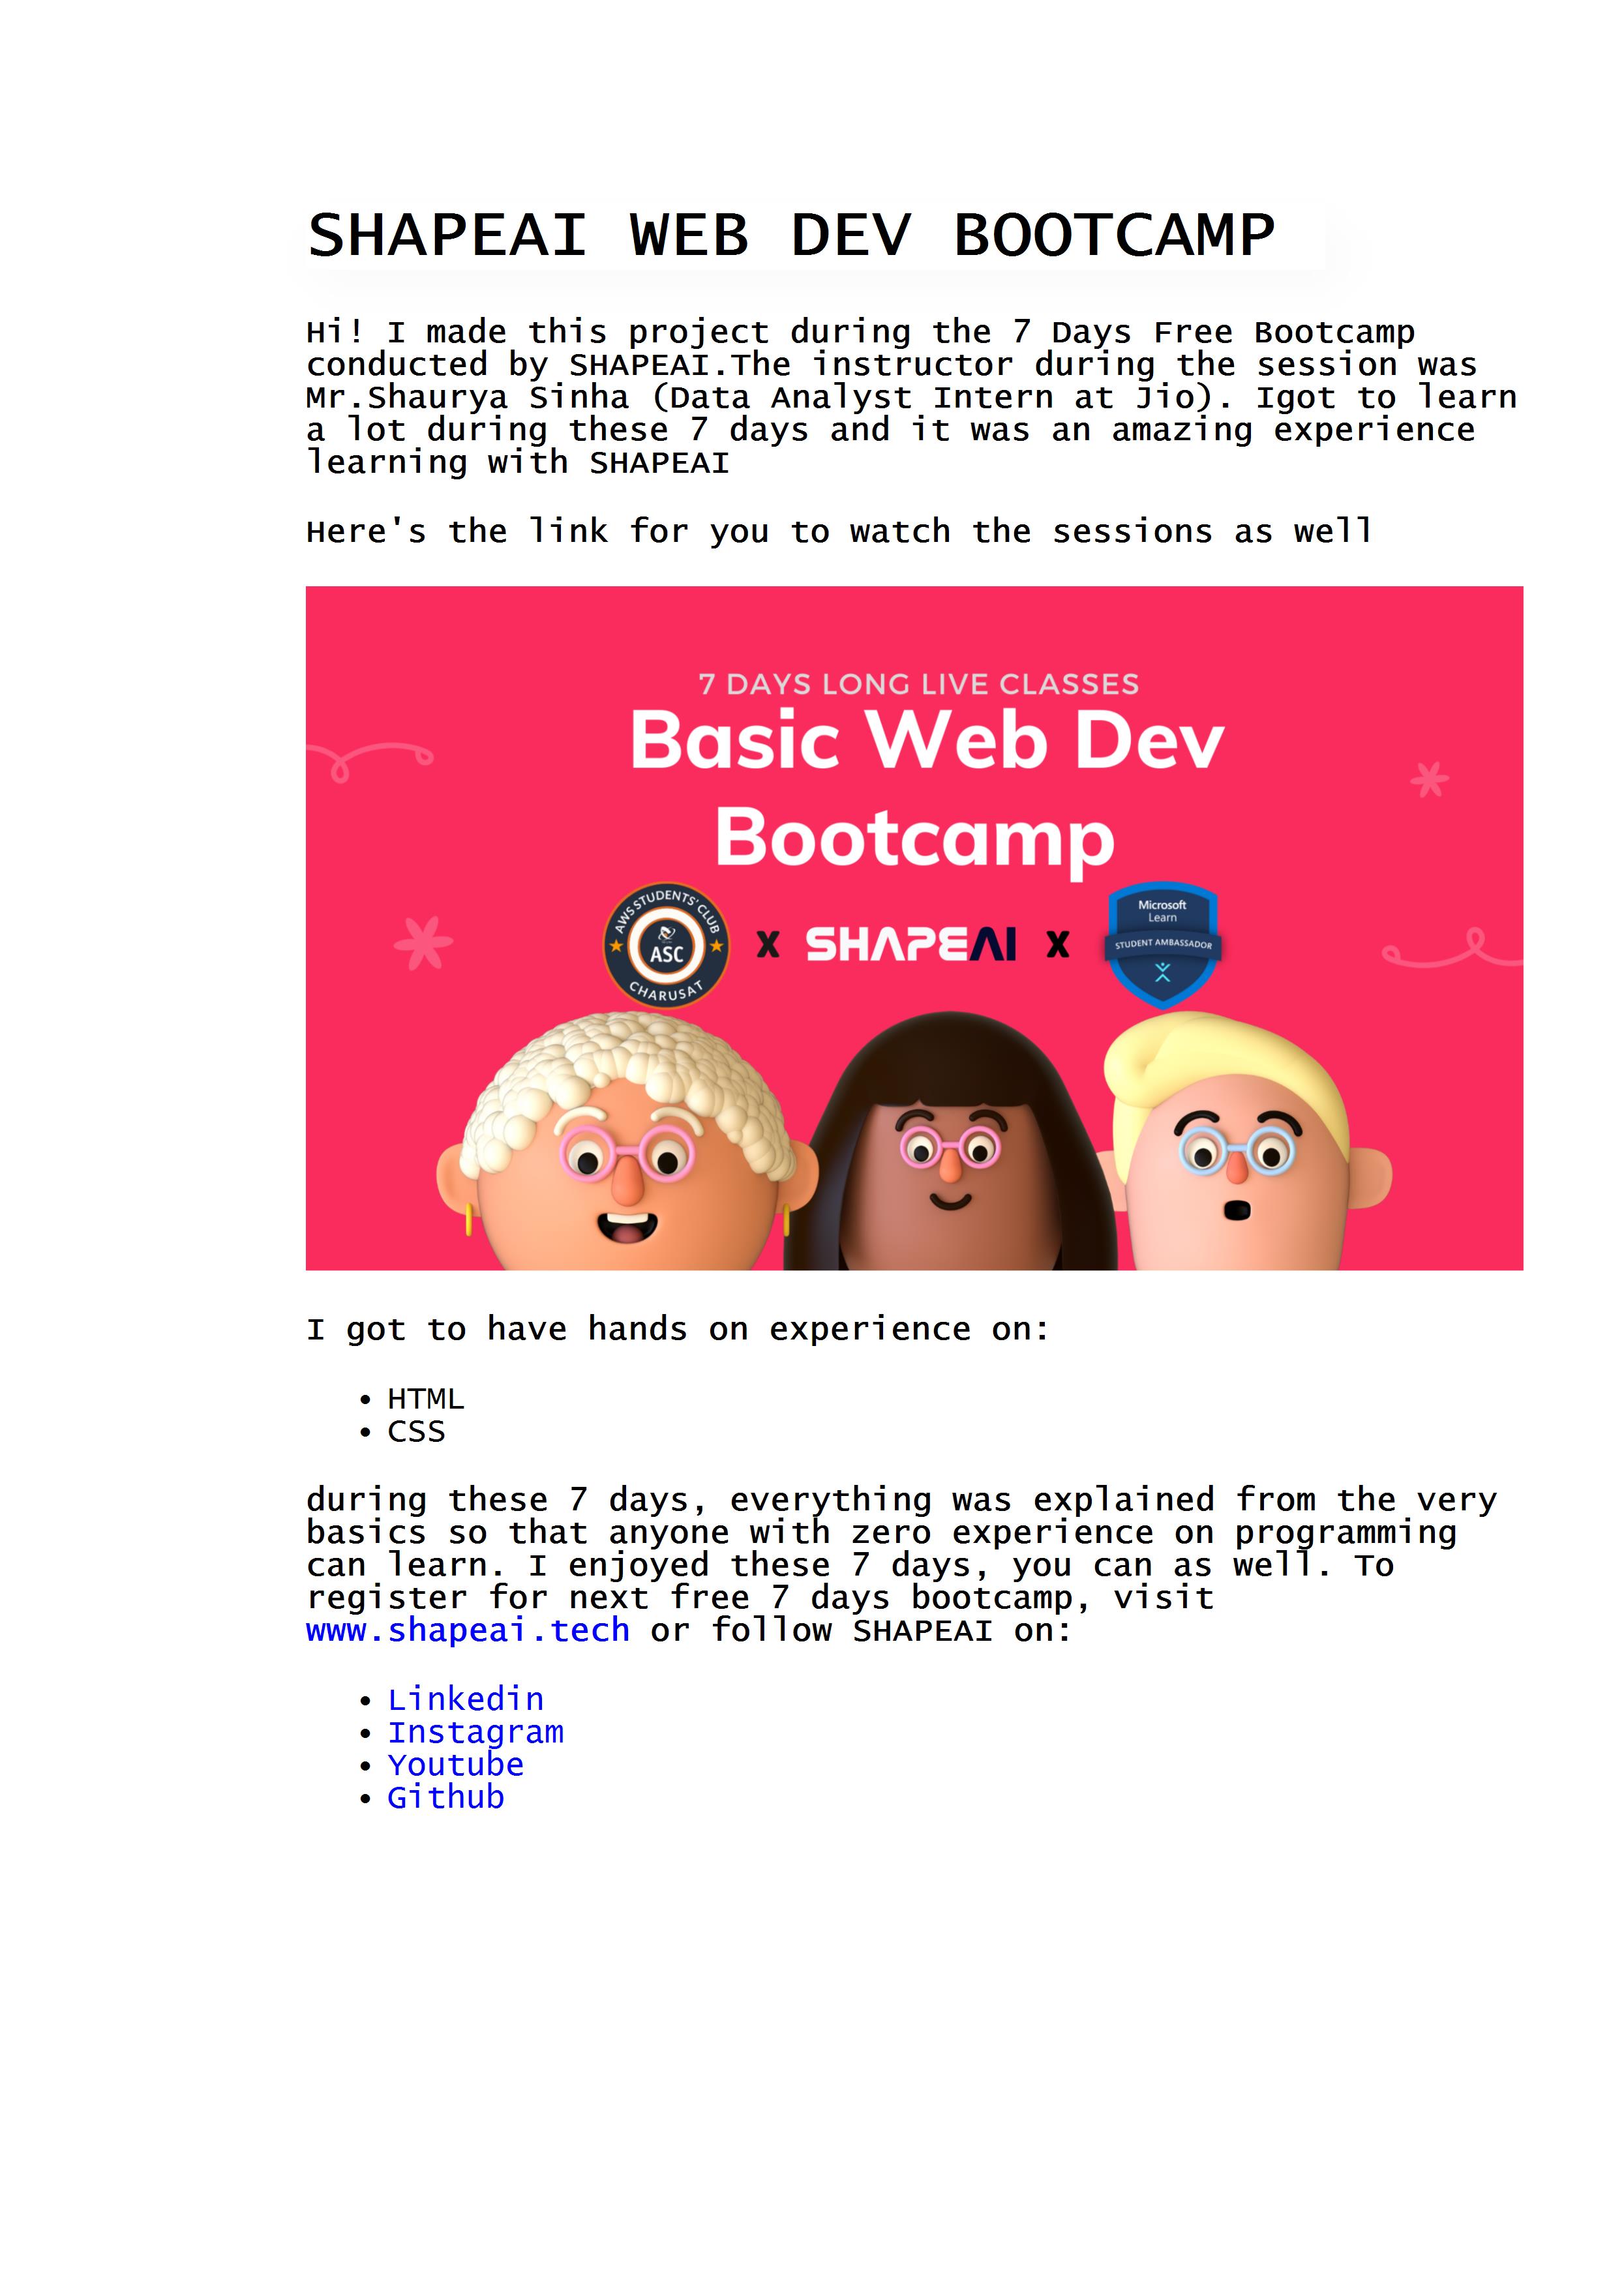 SHAPEAI WEB DEV BOOTCAMP
Hi! I made this project during the 7 Days Free Bootcamp
conducted by SHAPEAI.The instructor during the session was
Mr.Shaurya Sinha (Data Analyst Intern at Jio). Igot to learn
a lot during these 7 days and it was an amazing experience
learning with SHAPEAI
Here's the link for you to watch the sessions as well
7 DAYS LONG LIVE CLASSES
Basic Web Dev
Bootcamp
AWS STUDENTS' CLUB
ASC
CHARUSAT
X SHAPEAI X
Microsoft
Learn
STUDENT AMBASSADOR
I got to have hands on experience on:
• HTML
• CSS
during these 7 days, everything was explained from the very
basics so that anyone with zero experience on programming
can learn. I enjoyed these 7 days, you can as well. To
register for next free 7 days bootcamp, visit
www.shapeai.tech or follow SHAPEAI on:
• Linkedin
• Instagram
• Youtube
• Github